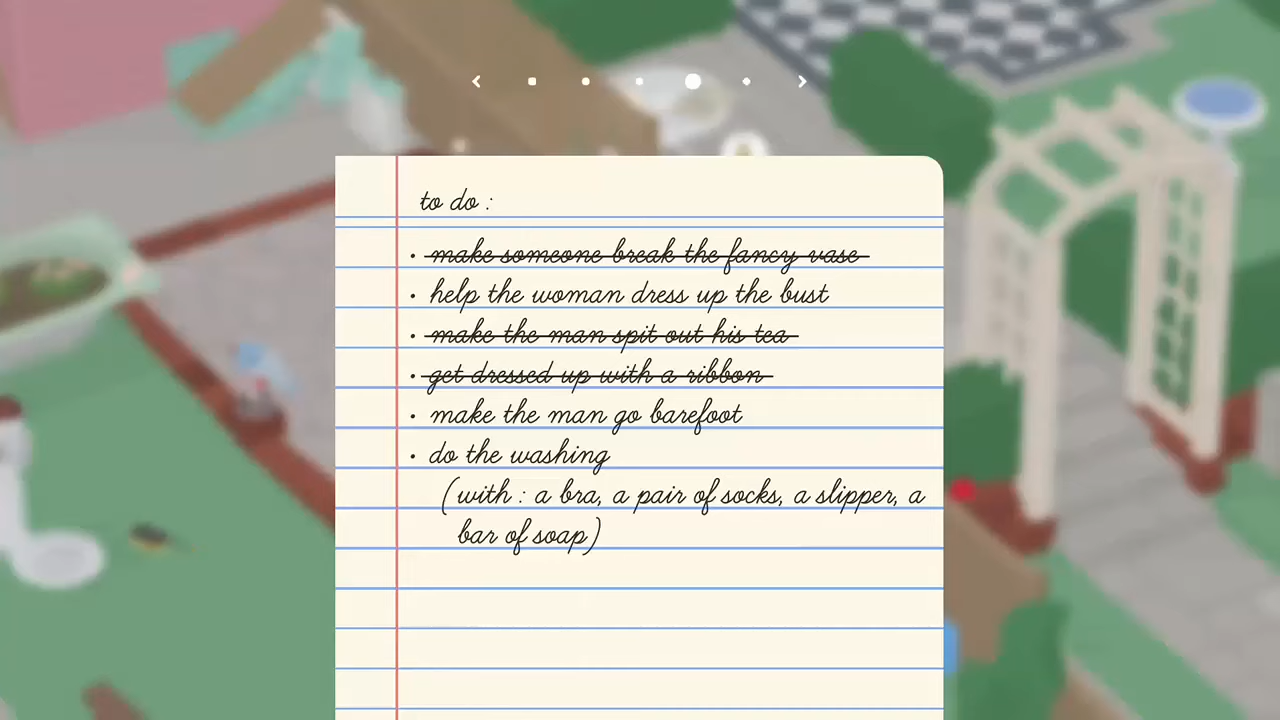 to do :
• make someone break the fancy vase
• help the woman dress up the bust
• make the man spit out his tea
• get dressed up with a ribbon
• make the man go barefoot
• do the washing
(with : a bra, a pair of socks, a slipper, a
bar of soap)